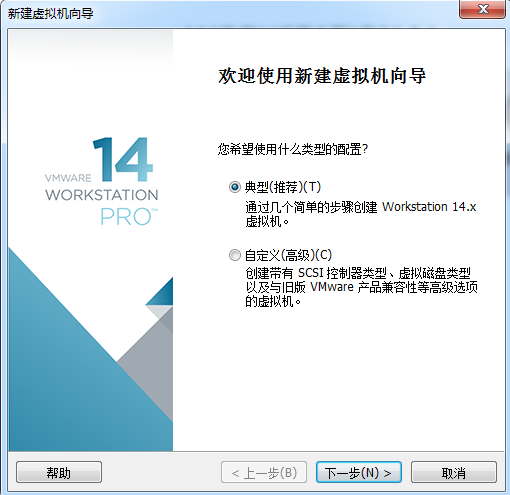 新建虚拟机向导
欢迎使用新建虚拟机向导
VMWARE 14
WORKSTATION
PRO™
您希望使用什么类型的配置?
典型(推荐)(T)
通过几个简单的步骤创建 Workstation 14.x
虚拟机。
自定义(高级)(C)
创建带有 SCSI 控制器类型、虚拟磁盘类型
以及与旧版 VMware 产品兼容性等高级选项
的虚拟机。
帮助
< 上一步(B)
下一步(N) >
取消